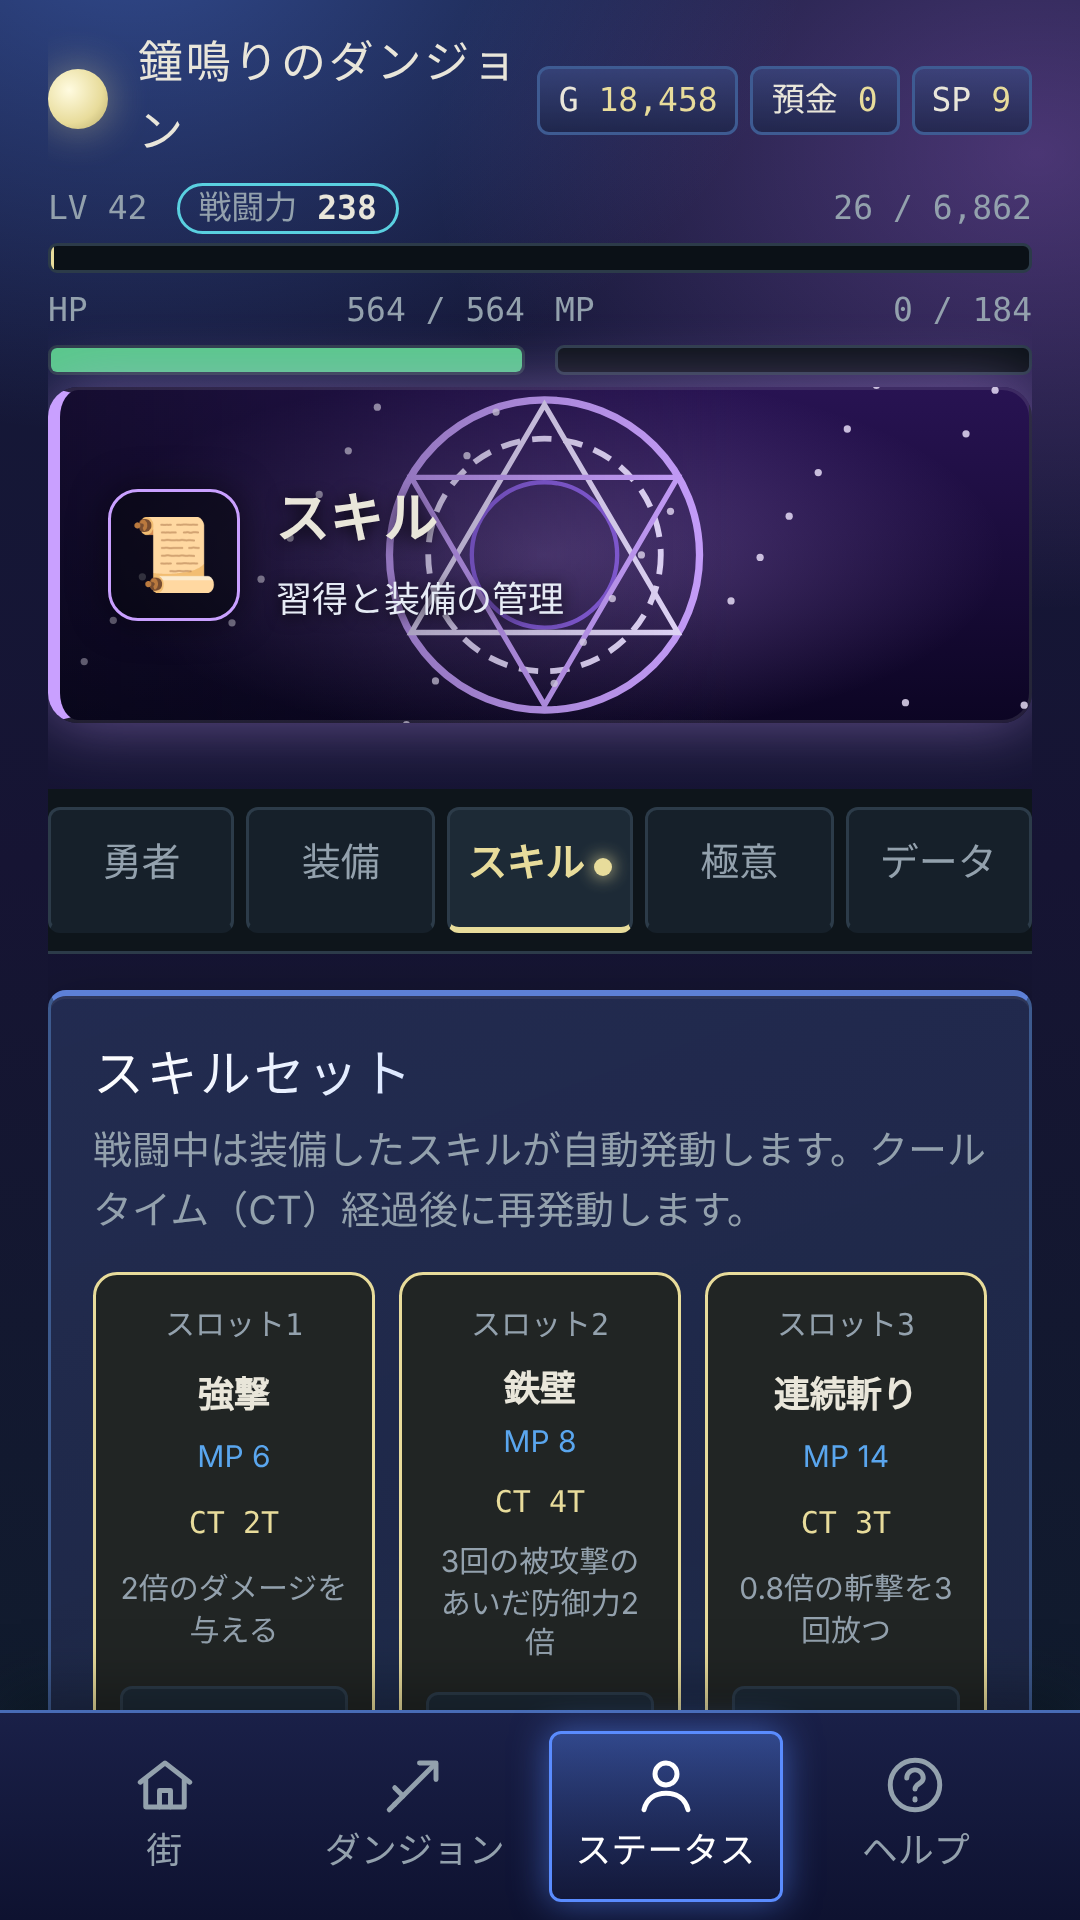 鐘鳴りのダンジョ
ン
G 18,458
預金 0
SP 9
LV 42 戦闘力 238 26 / 6,862
HP 564 / 564 MP 0 / 184
スキル
習得と装備の管理
勇者 装備 スキル 極意 データ
スキルセット
戦闘中は装備したスキルが自動発動します。クール
タイム（CT）経過後に再発動します。
スロット1
強撃
MP 6
CT 2T
2倍のダメージを
与える
スロット2
鉄壁
MP 8
CT 4T
3回の被攻撃の
あいだ防御力2
倍
スロット3
連続斬り
MP 14
CT 3T
0.8倍の斬撃を3
回放つ
街 ダンジョン ステータス ヘルプ